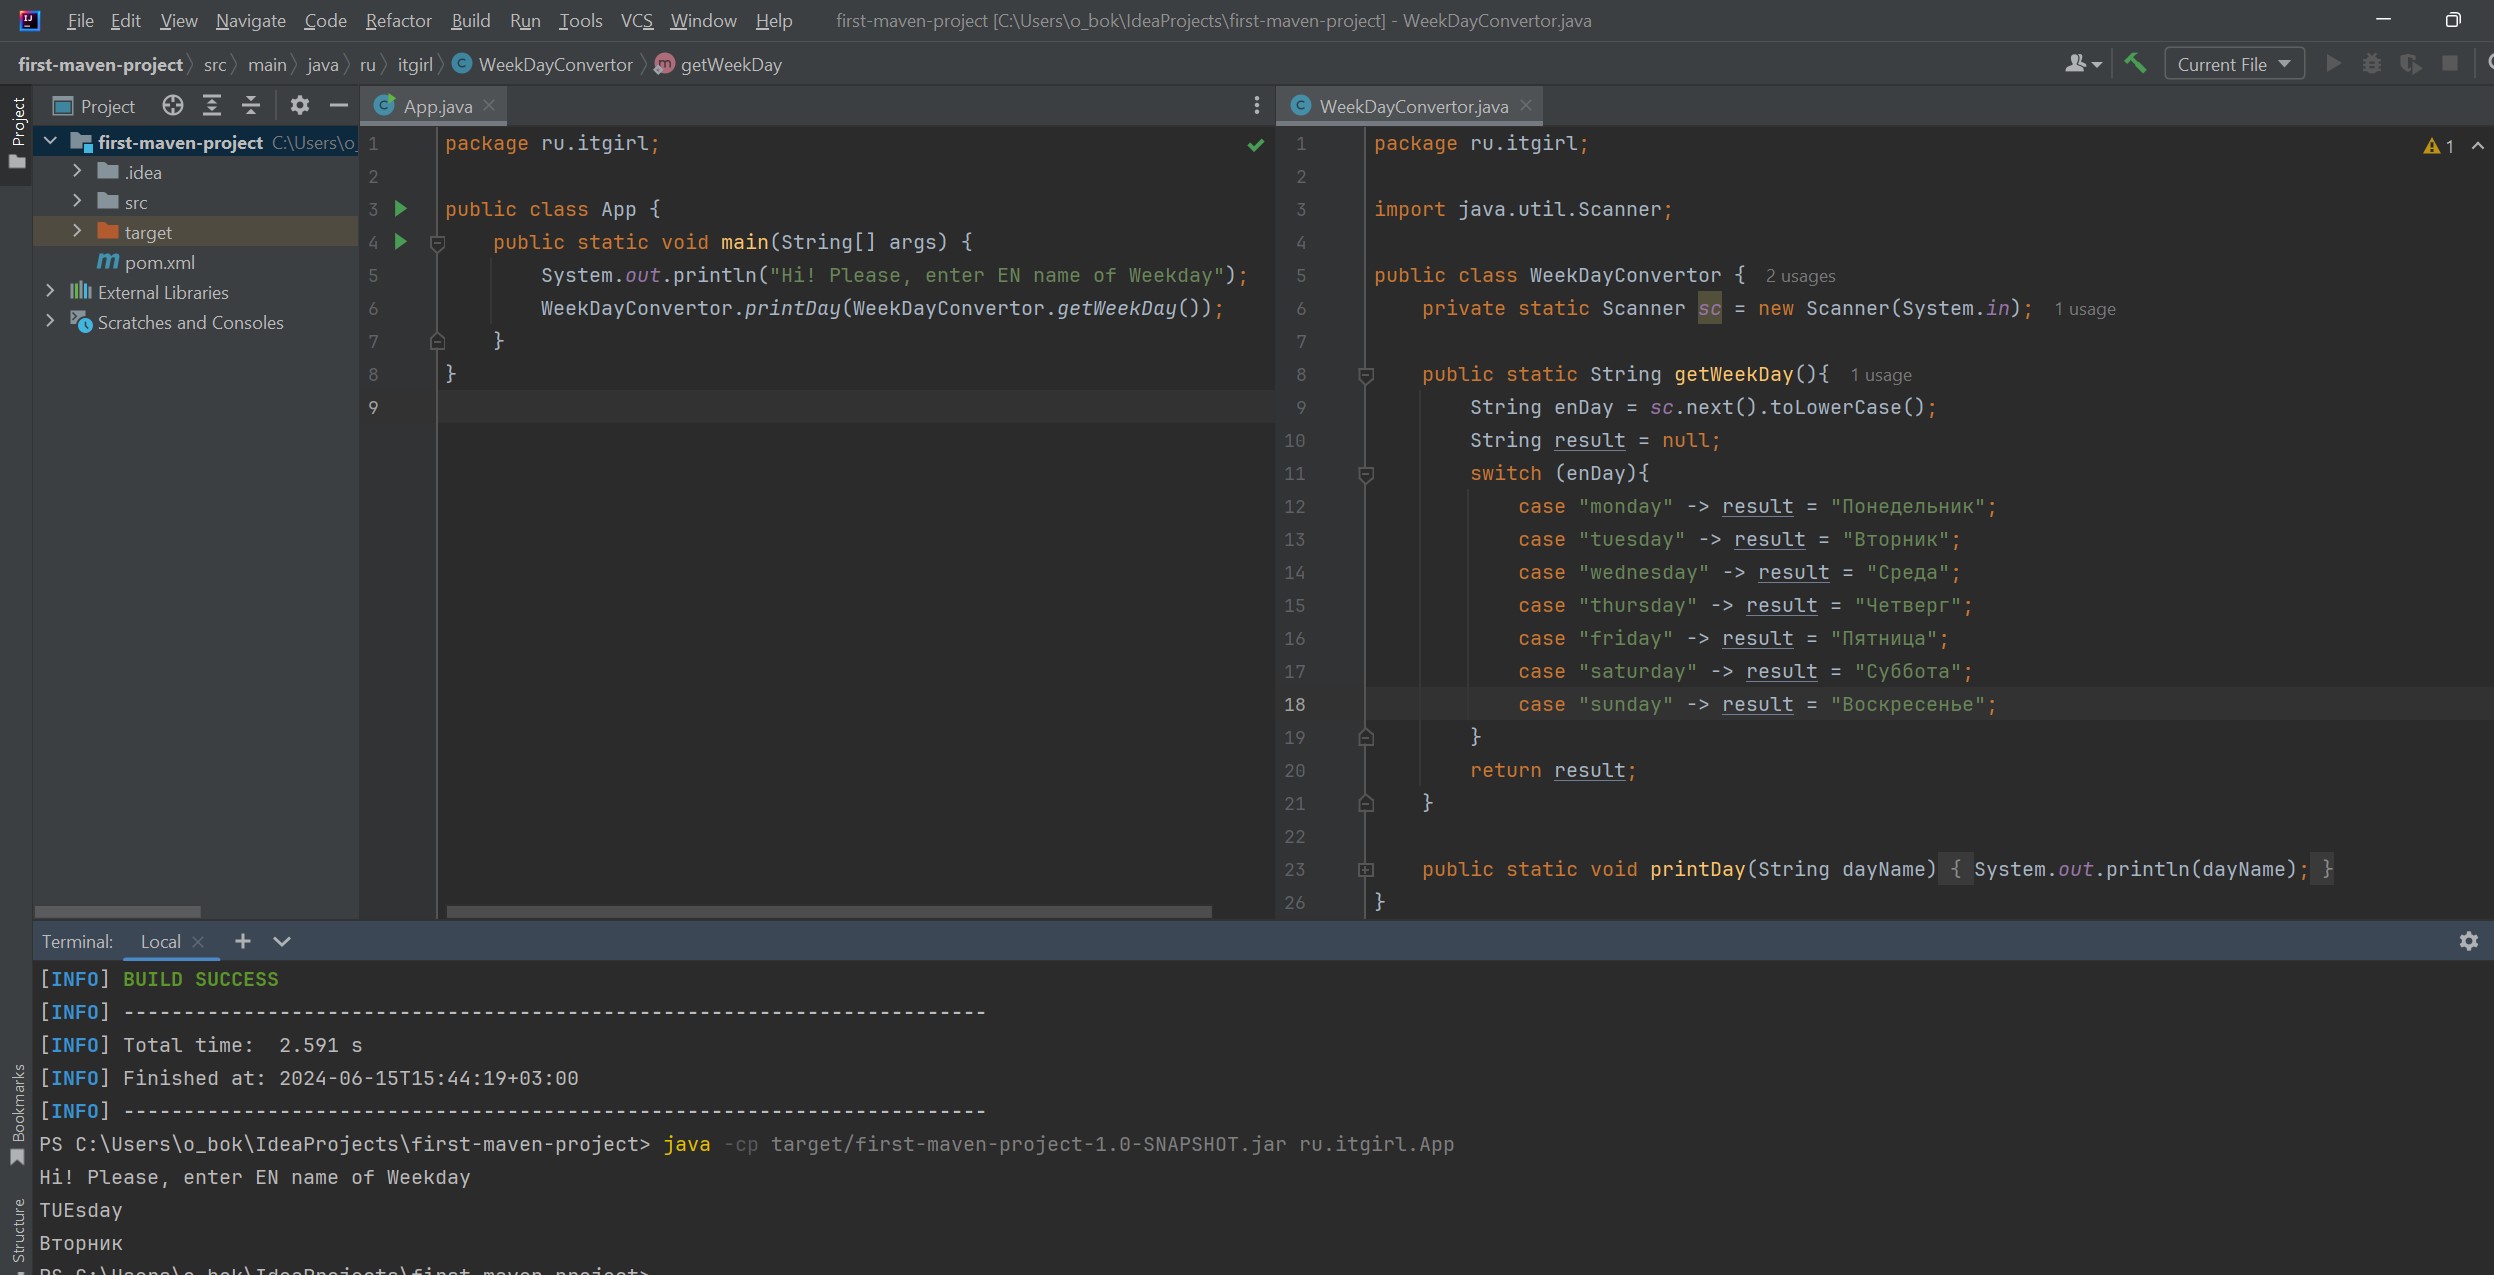 File Edit View Navigate Code Refactor Build Run Tools VCS Window Help first-maven-project [C:\Users\o_bok\IdeaProjects\first-maven-project] - WeekDayConvertor.java
first-maven-project src main java ru itgirl WeekDayConvertor getWeekDay Current File
Project
Project
first-maven-project C:\Users\o_
.idea
src
target
pom.xml
External Libraries
Scratches and Consoles
App.java
1 package ru.itgirl;
2
3 public class App {
4 public static void main(String[] args) {
5 System.out.println("Hi! Please, enter EN name of Weekday");
6 WeekDayConvertor.printDay(WeekDayConvertor.getWeekDay());
7 }
8 }
9
WeekDayConvertor.java
1 package ru.itgirl; 1
2
3 import java.util.Scanner;
4
5 public class WeekDayConvertor { 2 usages
6 private static Scanner sc = new Scanner(System.in); 1 usage
7
8 public static String getWeekDay(){ 1 usage
9 String enDay = sc.next().toLowerCase();
10 String result = null;
11 switch (enDay){
12 case "monday" -> result = "Понедельник";
13 case "tuesday" -> result = "Вторник";
14 case "wednesday" -> result = "Среда";
15 case "thursday" -> result = "Четверг";
16 case "friday" -> result = "Пятница";
17 case "saturday" -> result = "Суббота";
18 case "sunday" -> result = "Воскресенье";
19 }
20 return result;
21 }
22
23 public static void printDay(String dayName) { System.out.println(dayName); }
26 }
Terminal: Local
[INFO] BUILD SUCCESS
[INFO] ------------------------------------------------------------------------
[INFO] Total time:  2.591 s
[INFO] Finished at: 2024-06-15T15:44:19+03:00
[INFO] ------------------------------------------------------------------------
PS C:\Users\o_bok\IdeaProjects\first-maven-project> java -cp target/first-maven-project-1.0-SNAPSHOT.jar ru.itgirl.App
Hi! Please, enter EN name of Weekday
TUEsday
Вторник
PS C:\Users\o_bok\IdeaProjects\first-maven-project>
Bookmarks
Structure